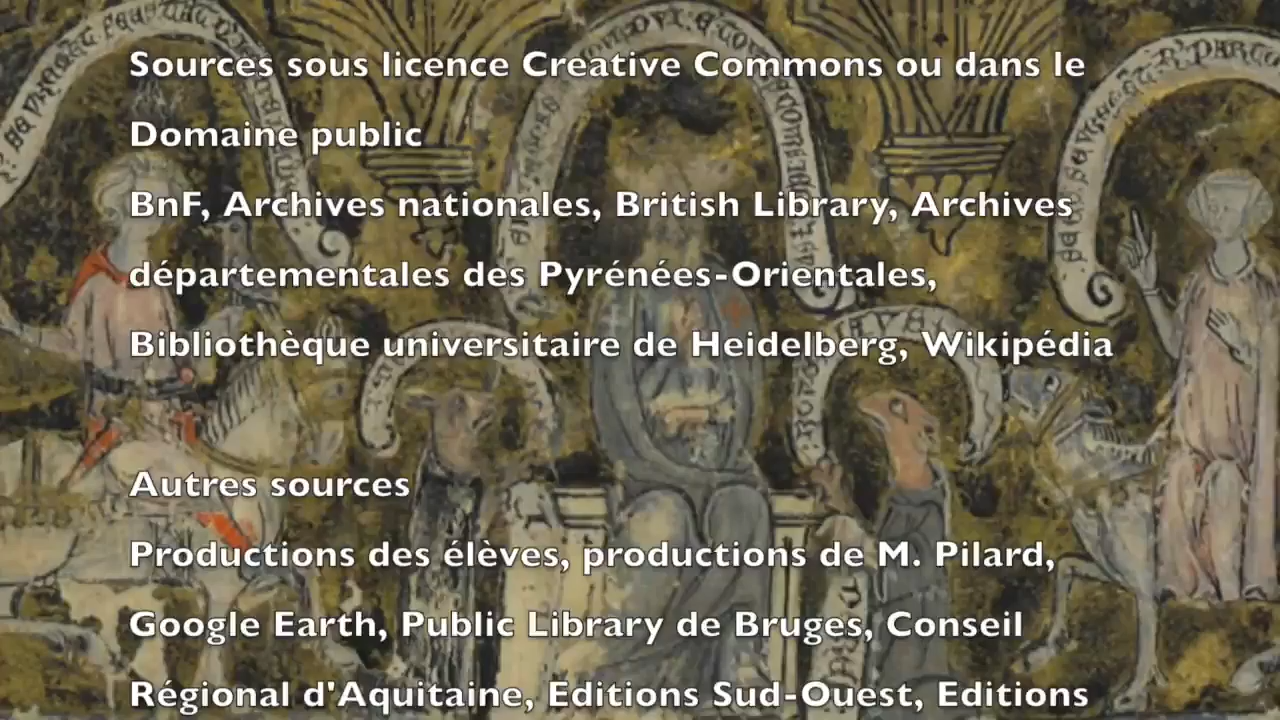 Sources sous licence Creative Commons ou dans le
Domaine public
BnF, Archives nationales, British Library, Archives
départementales des Pyrénées-Orientales,
Bibliothèque universitaire de Heidelberg, Wikipédia
Autres sources
Productions des élèves, productions de M. Pilard,
Google Earth, Public Library de Bruges, Conseil
Régional d'Aquitaine, Editions Sud-Ouest, Editions